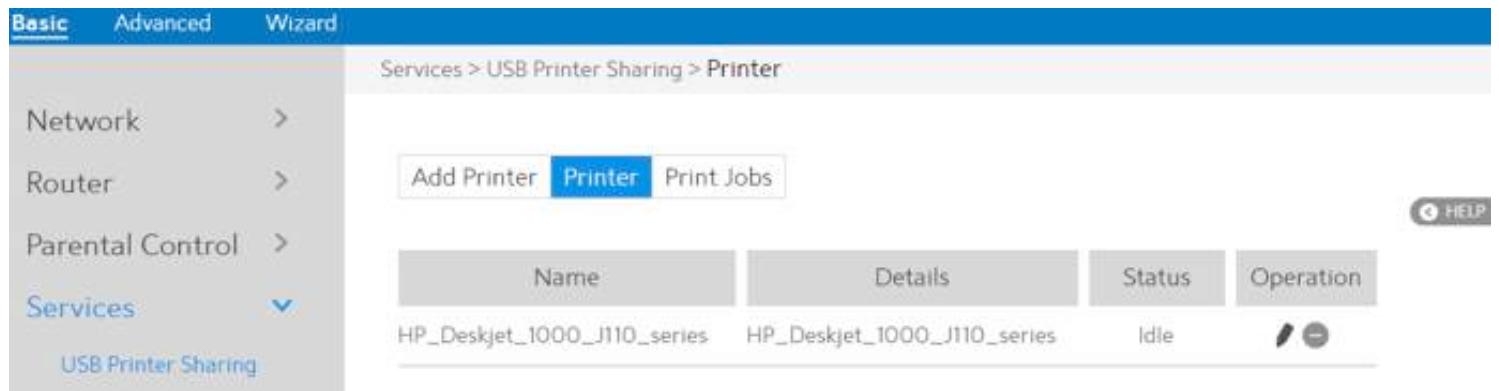 Basic Advanced Wizard
Services > USB Printer Sharing > Printer
Network >
Router >
Parental Control >
Services
USB Printer Sharing
Add Printer Printer Print Jobs
HELP
Name Details Status Operation
HP_Deskjet_1000_J110_series HP_Deskjet_1000_J110_series Idle